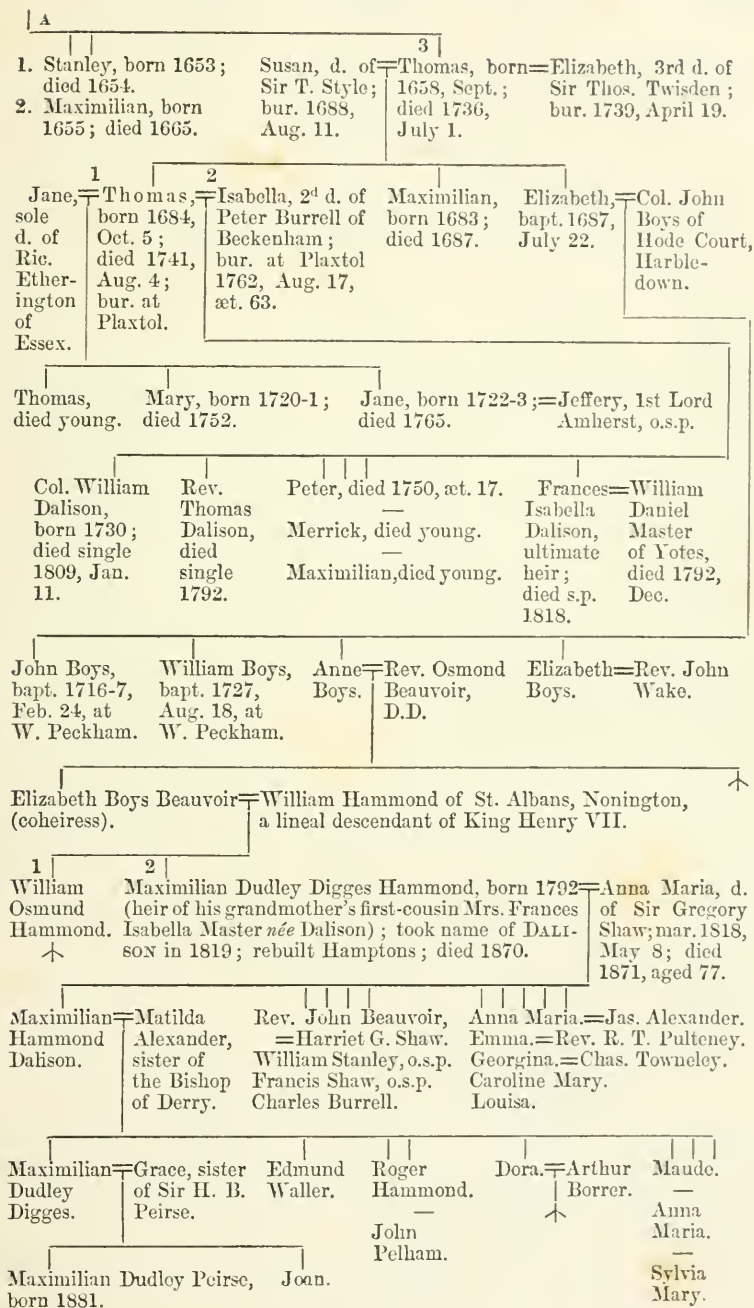 A
3
1. Stanley, born 1653;
died 1654.
2. Maximilian, born
1655; died 1665.
Susan, d. of
Sir T. Style;
bur. 1688,
Aug. 11.
Thomas, born
1658, Sept.;
died 1736,
July 1.
Elizabeth, 3rd d. of
Sir Thos. Twisden;
bur. 1739, April 19.
1
2
Jane,
sole
d. of
Ric.
Ether-
ington
of
Essex.
Thomas,
born 1684,
Oct. 5;
died 1741,
Aug. 4;
bur. at
Plaxtol.
Isabella, 2d d. of
Peter Burrell of
Beckenham;
bur. at Plaxtol
1762, Aug. 17,
æt. 63.
Maximilian,
born 1683;
died 1687.
Elizabeth,
bapt. 1687,
July 22.
Col. John
Boys of
Hode Court,
Harble-
down.
Thomas,
died young.
Mary, born 1720-1;
died 1752.
Jane, born 1722-3;=Jeffery, 1st Lord
died 1765.
Amherst, o.s.p.
Col. William
Dalison,
born 1730;
died single
1809, Jan.
11.
Rev.
Thomas
Dalison,
died
single
1792.
Peter, died 1750, æt. 17.
—
Merrick, died young.
—
Maximilian, died young.
Frances=William
Isabella
Dalison,
ultimate
heir;
died s.p.
1818.
Daniel
Master
of Yotes,
died 1792,
Dec.
John Boys,
bapt. 1716-7,
Feb. 24, at
W. Peckham.
William Boys,
bapt. 1727,
Aug. 18, at
W. Peckham.
Anne
Boys.
Rev. Osmond
Beauvoir,
D.D.
Elizabeth=Rev. John
Boys.
Wake.
Elizabeth Boys Beauvoir=William Hammond of St. Albans, Nonington,
(coheiress).
a lineal descendant of King Henry VII.
1
2
William
Osmund
Hammond.
Maximilian Dudley Digges Hammond, born 1792
(heir of his grandmother's first-cousin Mrs. Frances
Isabella Master née Dalison); took name of DALI-
SON in 1819; rebuilt Hamptons; died 1870.
Anna Maria, d.
of Sir Gregory
Shaw; mar. 1818,
May 8; died
1871, aged 77.
Maximilian
Hammond
Dalison.
Matilda
Alexander,
sister of
the Bishop
of Derry.
Rev. John Beauvoir,
=Harriet G. Shaw.
William Stanley, o.s.p.
Francis Shaw, o.s.p.
Charles Burrell.
Anna Maria.=Jas. Alexander.
Emma.=Rev. R. T. Pulteney.
Georgina.=Chas. Towneley.
Caroline Mary.
Louisa.
Maximilian
Dudley
Digges.
Grace, sister
of Sir H. B.
Peirse.
Edmund
Waller.
Roger
Hammond.
—
John
Pelham.
Dora.
Arthur
Borrer.
Maude.
—
Anna
Maria.
—
Sylvia
Mary.
Maximilian Dudley Peirse,
born 1881.
Joan.